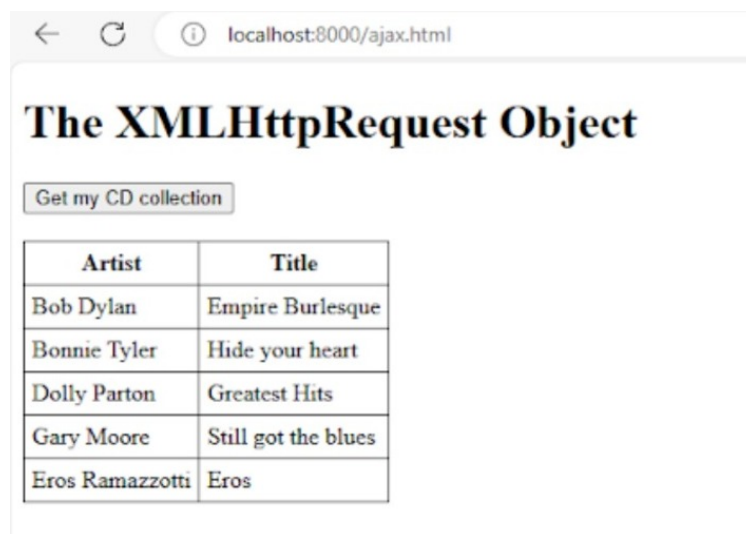 localhost:8000/ajax.html
The XMLHttpRequest Object
Get my CD collection
Artist Title
Bob Dylan Empire Burlesque
Bonnie Tyler Hide your heart
Dolly Parton Greatest Hits
Gary Moore Still got the blues
Eros Ramazzotti Eros